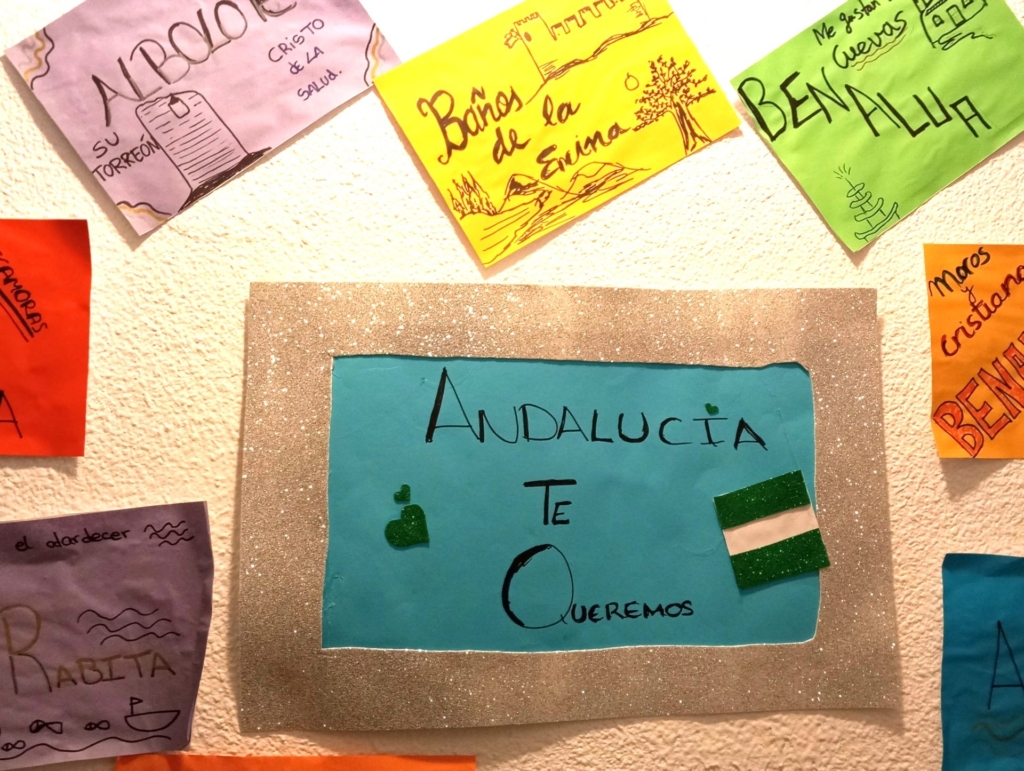 ALBOLOTE
CRISTO
DE LA
SALUD.
SU
TORREÓN
Baños
de la
Encina
Me gustan
Cuevas
BENALUA
Moros
y
cristianos
ANDALUCÍA
TE
QUEREMOS
el atardecer
RABITA